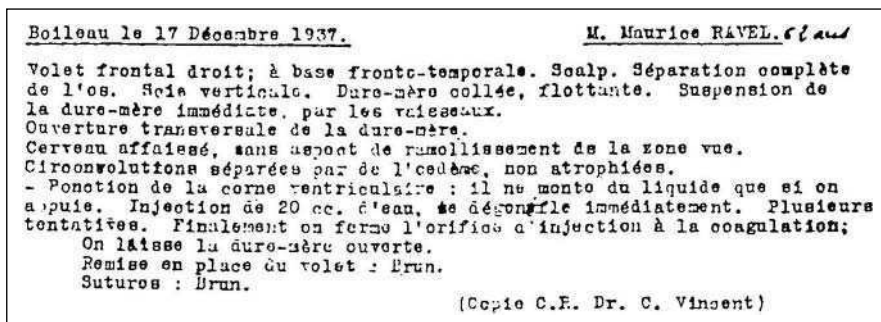 Boileau le 17 Décembre 1937. M. Maurice RAVEL. 62 ans
Volet frontal droit; à base fronto-temporale. Scalp. Séparation complète
de l'os. Scie verticale. Dure-mère collée, flottante. Suspension de
la dure-mère immédiate, par les vaisseaux.
Ouverture transversale de la dure-mère.
Cerveau affaissé, sans aspect de ramollissement de la zone vue.
Circonvolutions séparées par de l'œdème, non atrophiées.
- Ponction de la corne ventriculaire : il ne monte du liquide que si on
appuie. Injection de 20 cc. d'eau, se dégonfle immédiatement. Plusieurs
tentatives. Finalement on ferme l'orifice d'injection à la coagulation;
On laisse la dure-mère ouverte.
Remise en place du volet : Brun.
Sutures : Brun.
(Copie C.R. Dr. C. Vincent)